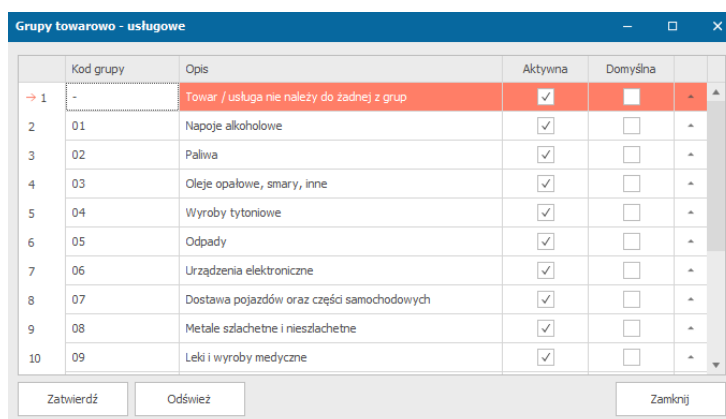 Grupy towarowo - usługowe
Kod grupy Opis Aktywna Domyślna
1 - Towar / usługa nie należy do żadnej z grup
2 01 Napoje alkoholowe
3 02 Paliwa
4 03 Oleje opałowe, smary, inne
5 04 Wyroby tytoniowe
6 05 Odpady
7 06 Urządzenia elektroniczne
8 07 Dostawa pojazdów oraz części samochodowych
9 08 Metale szlachetne i nieszlachetne
10 09 Leki i wyroby medyczne
Zatwierdź Odśwież Zamknij